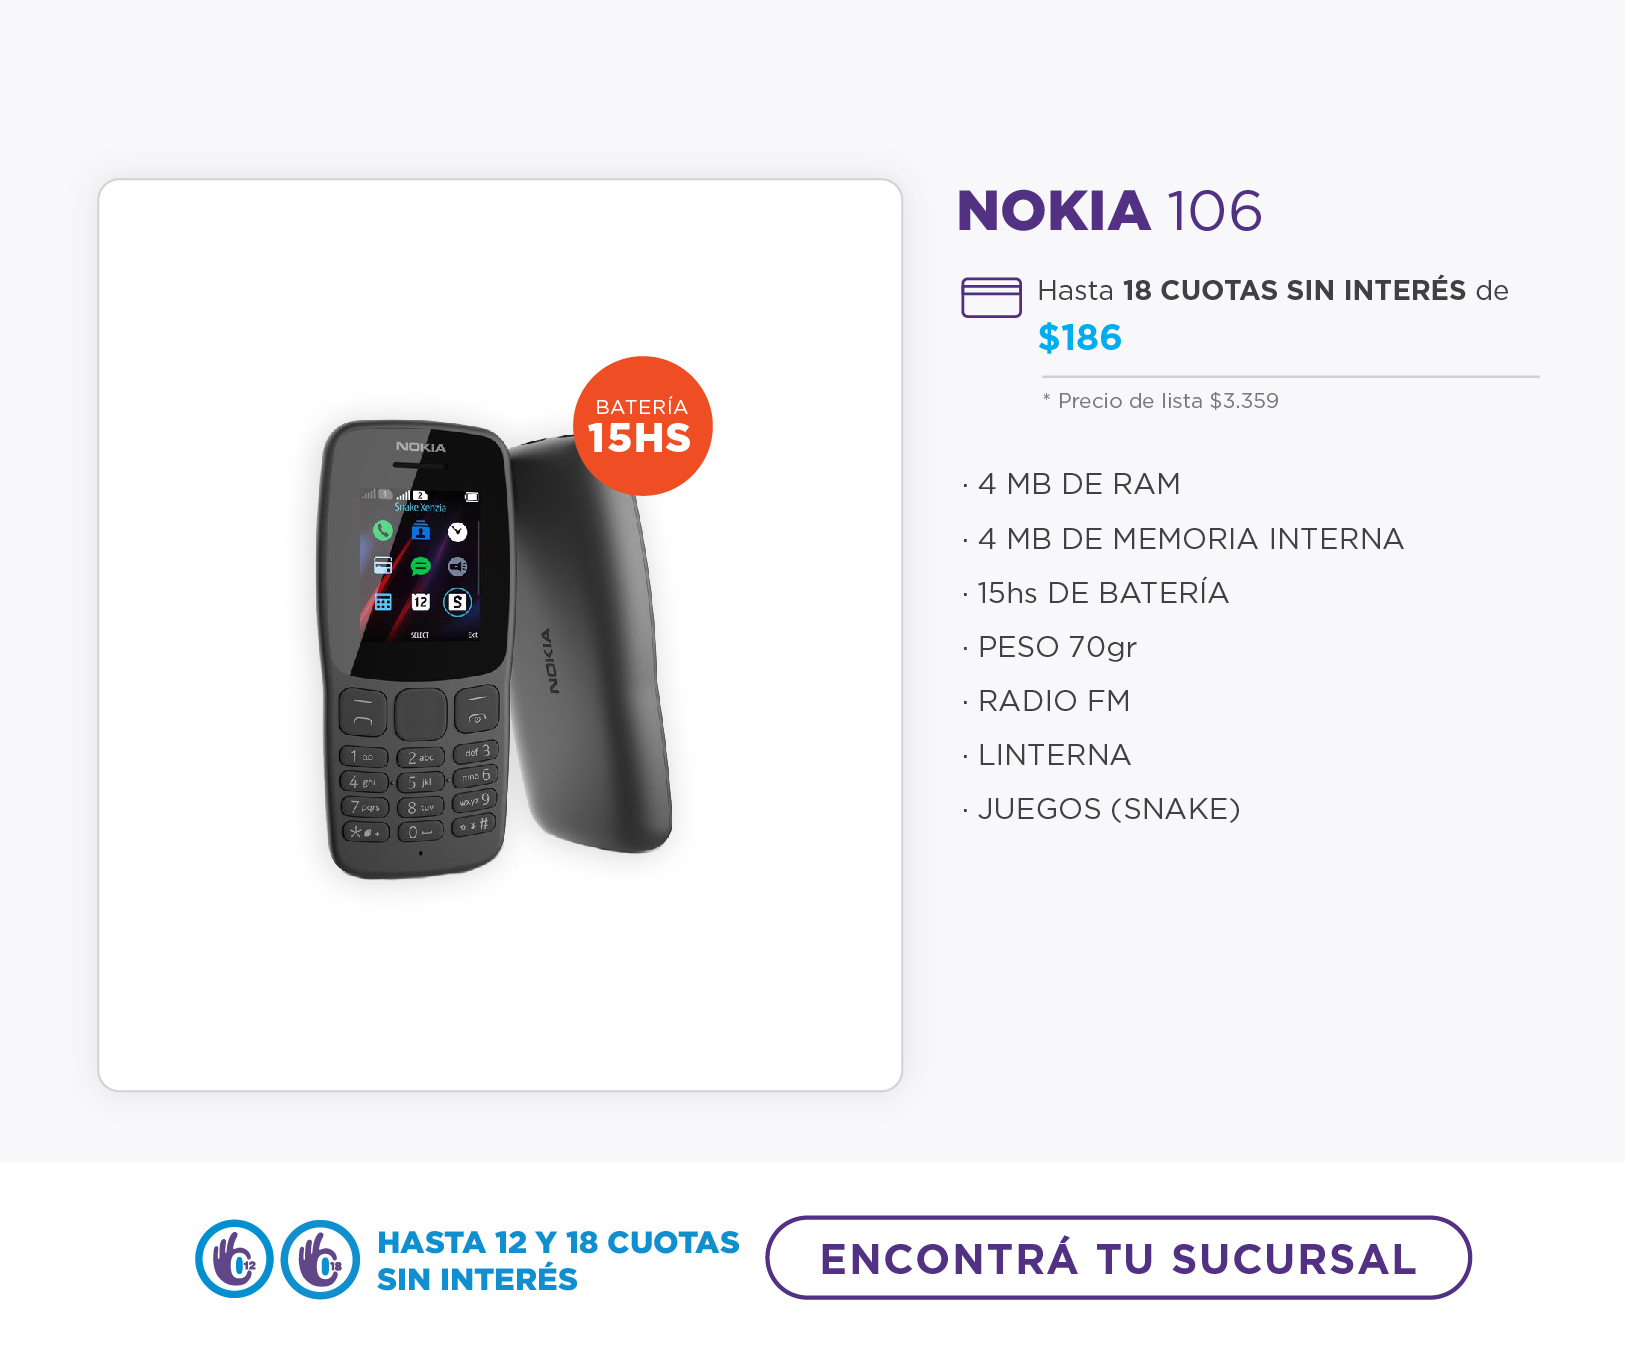 NOKIA 106
Hasta 18 CUOTAS SIN INTERÉS de
$186
* Precio de lista $3.359
BATERÍA
15HS
NOKIA
1 2
Snake Xenzia
12
S
SELECT Exit
NOKIA
2 abc def 3
4 ghi 5 jkl 6
7 pqrs 8 tuv wxyz 9
* + 0 #
· 4 MB DE RAM
· 4 MB DE MEMORIA INTERNA
· 15hs DE BATERÍA
· PESO 70gr
· RADIO FM
· LINTERNA
· JUEGOS (SNAKE)
12 18
HASTA 12 Y 18 CUOTAS
SIN INTERÉS
ENCONTRÁ TU SUCURSAL